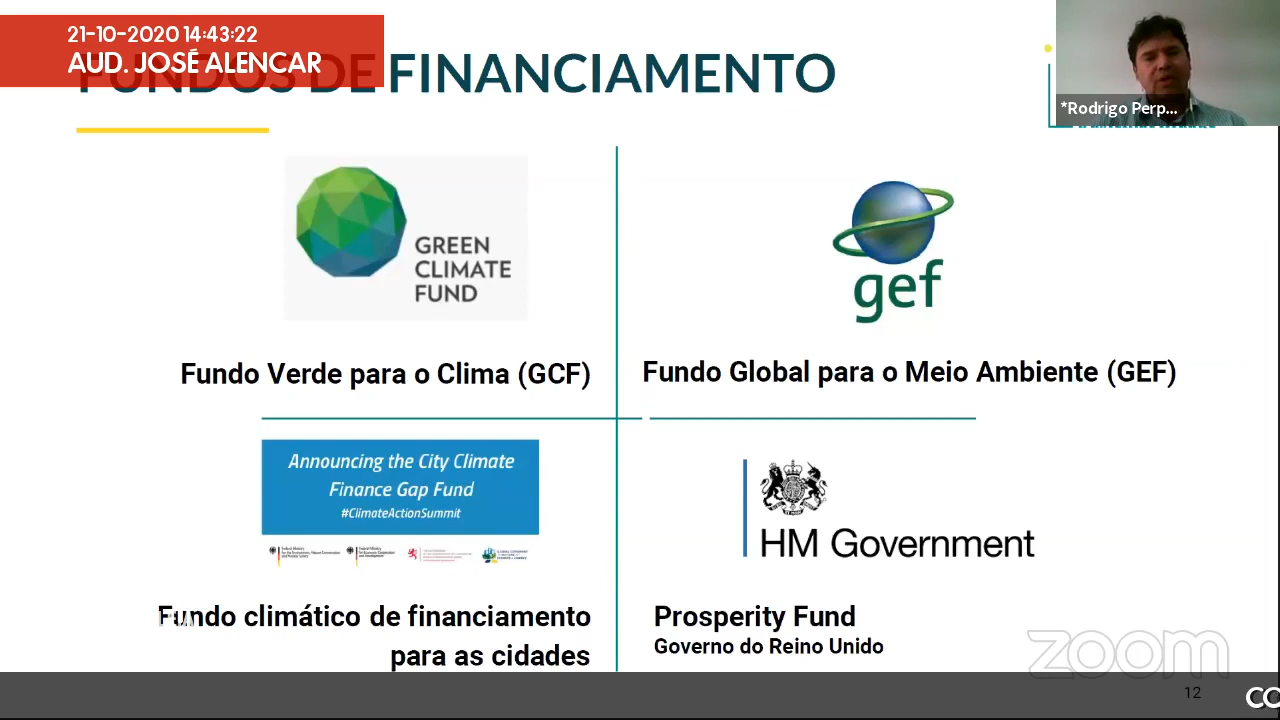 21-10-2020 14:43:22
AUD. JOSÉ ALENCAR
FUNDOS DE FINANCIAMENTO
*Rodrigo Perp...
GREEN
CLIMATE
FUND
gef
Fundo Verde para o Clima (GCF)
Fundo Global para o Meio Ambiente (GEF)
Announcing the City Climate
Finance Gap Fund
#ClimateActionSummit
HM Government
Fundo climático de financiamento
para as cidades
Prosperity Fund
Governo do Reino Unido
zoom
12